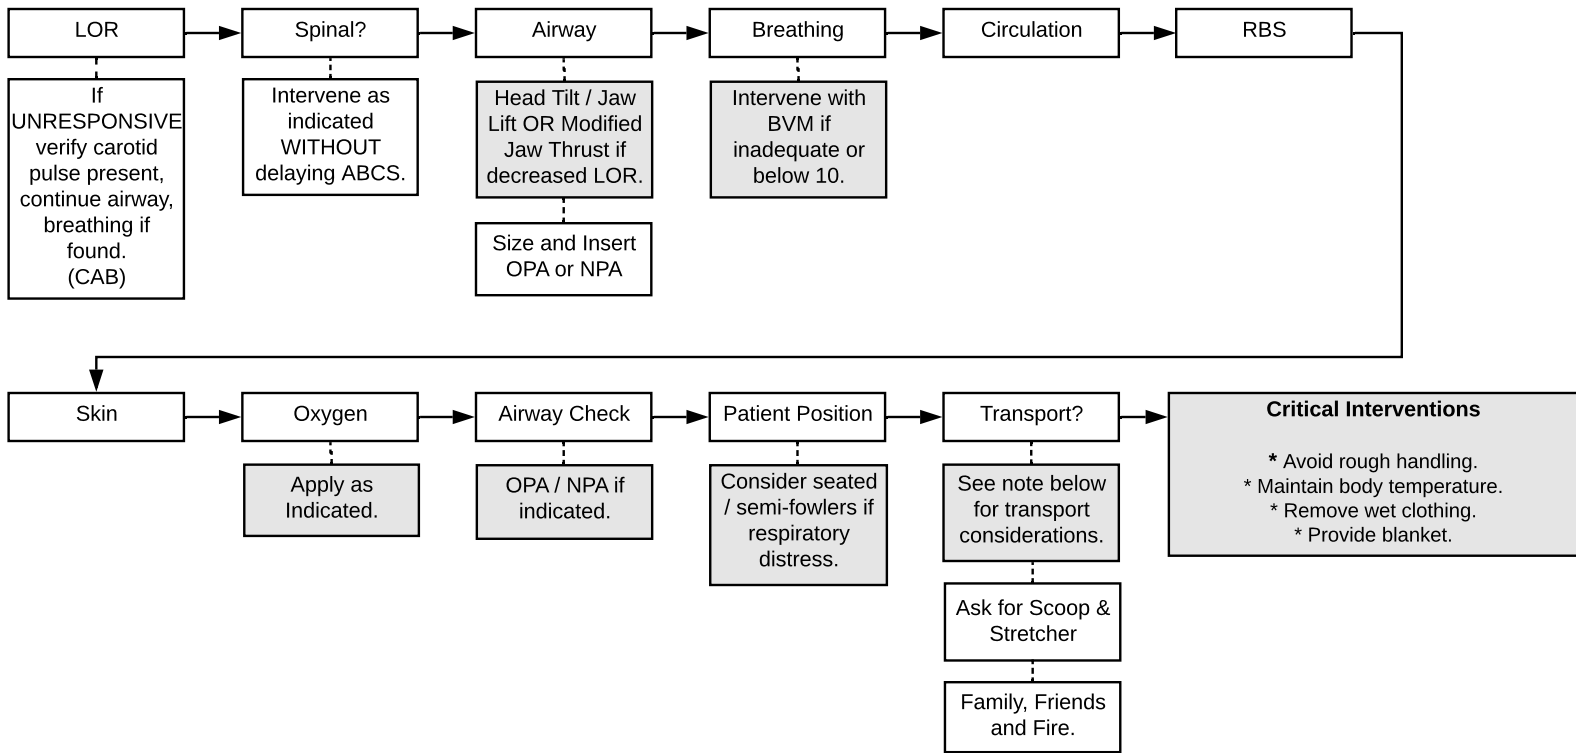 LOR
Spinal?
Airway
Breathing
Circulation
RBS
If
UNRESPONSIVE
verify carotid
pulse present,
continue airway,
breathing if
found.
(CAB)
Intervene as
indicated
WITHOUT
delaying ABCS.
Head Tilt / Jaw
Lift OR Modified
Jaw Thrust if
decreased LOR.
Size and Insert
OPA or NPA
Intervene with
BVM if
inadequate or
below 10.
Skin
Oxygen
Airway Check
Patient Position
Transport?
Apply as
Indicated.
OPA / NPA if
indicated.
Consider seated
/ semi-fowlers if
respiratory
distress.
See note below
for transport
considerations.
Ask for Scoop &
Stretcher
Family, Friends
and Fire.
Critical Interventions
* Avoid rough handling.
* Maintain body temperature.
* Remove wet clothing.
* Provide blanket.